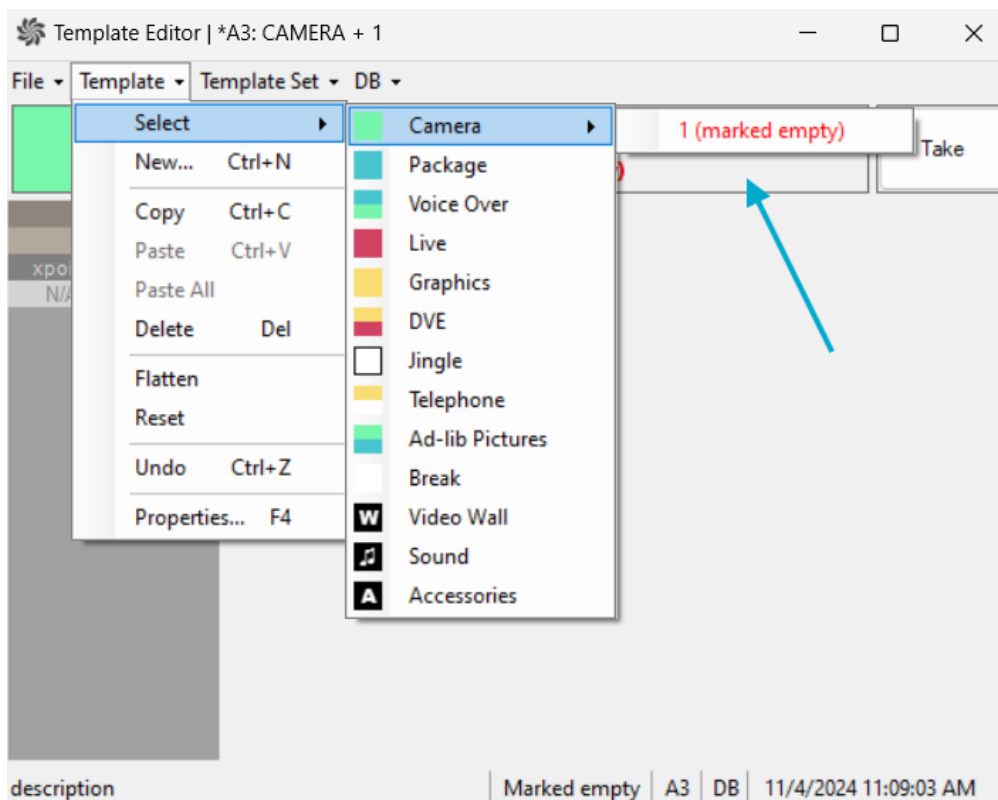 Template Editor | *A3: CAMERA + 1
File Template Template Set DB
Select
New... Ctrl+N
Copy Ctrl+C
Paste Ctrl+V
Paste All
Delete Del
Flatten
Reset
Undo Ctrl+Z
Properties... F4
Camera
Package
Voice Over
Live
Graphics
DVE
Jingle
Telephone
Ad-lib Pictures
Break
W Video Wall
Sound
A Accessories
1 (marked empty)
Take
)
xpoi
N/A
description
Marked empty A3 DB 11/4/2024 11:09:03 AM